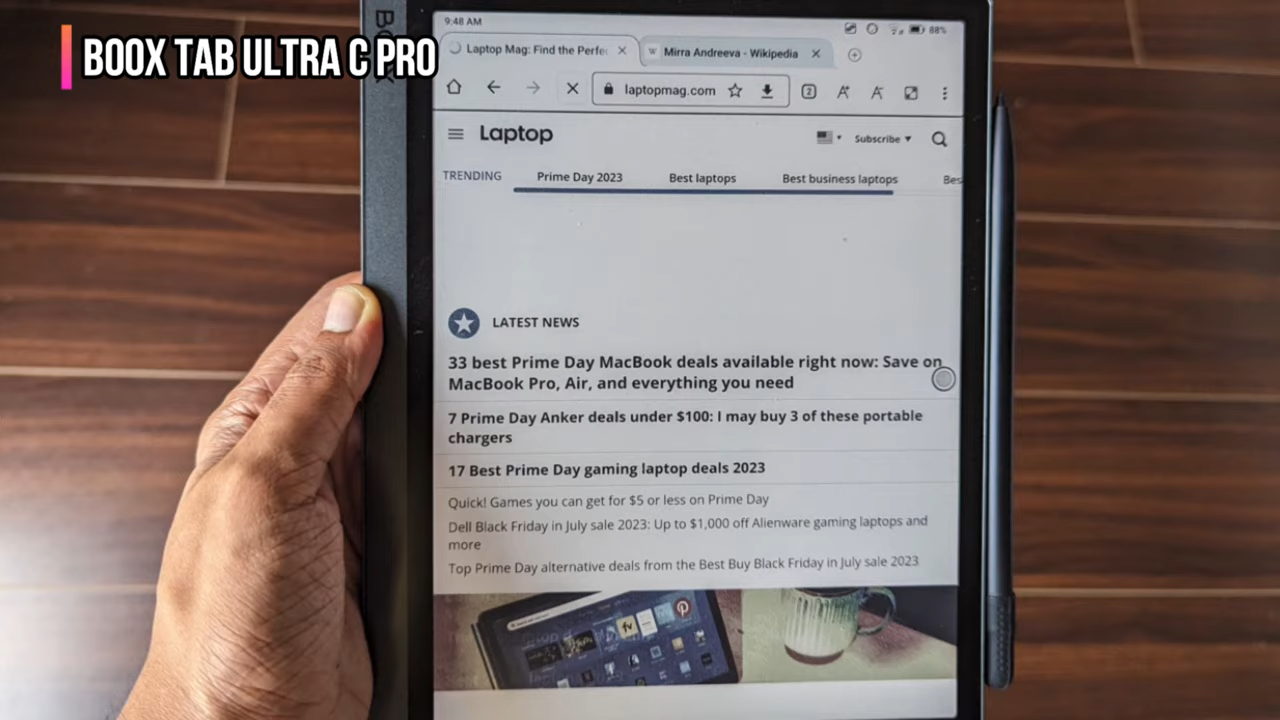 BOOX TAB ULTRA C PRO
BOOX
9:48 AM
88%
Laptop Mag: Find the Perfec
W Mirra Andreeva - Wikipedia
laptopmag.com
2
A+
A-
Laptop
Subscribe
TRENDING Prime Day 2023 Best laptops Best business laptops Bes
LATEST NEWS
33 best Prime Day MacBook deals available right now: Save on
MacBook Pro, Air, and everything you need
7 Prime Day Anker deals under $100: I may buy 3 of these portable
chargers
17 Best Prime Day gaming laptop deals 2023
Quick! Games you can get for $5 or less on Prime Day
Dell Black Friday in July sale 2023: Up to $1,000 off Alienware gaming laptops and
more
Top Prime Day alternative deals from the Best Buy Black Friday in July sale 2023
fv